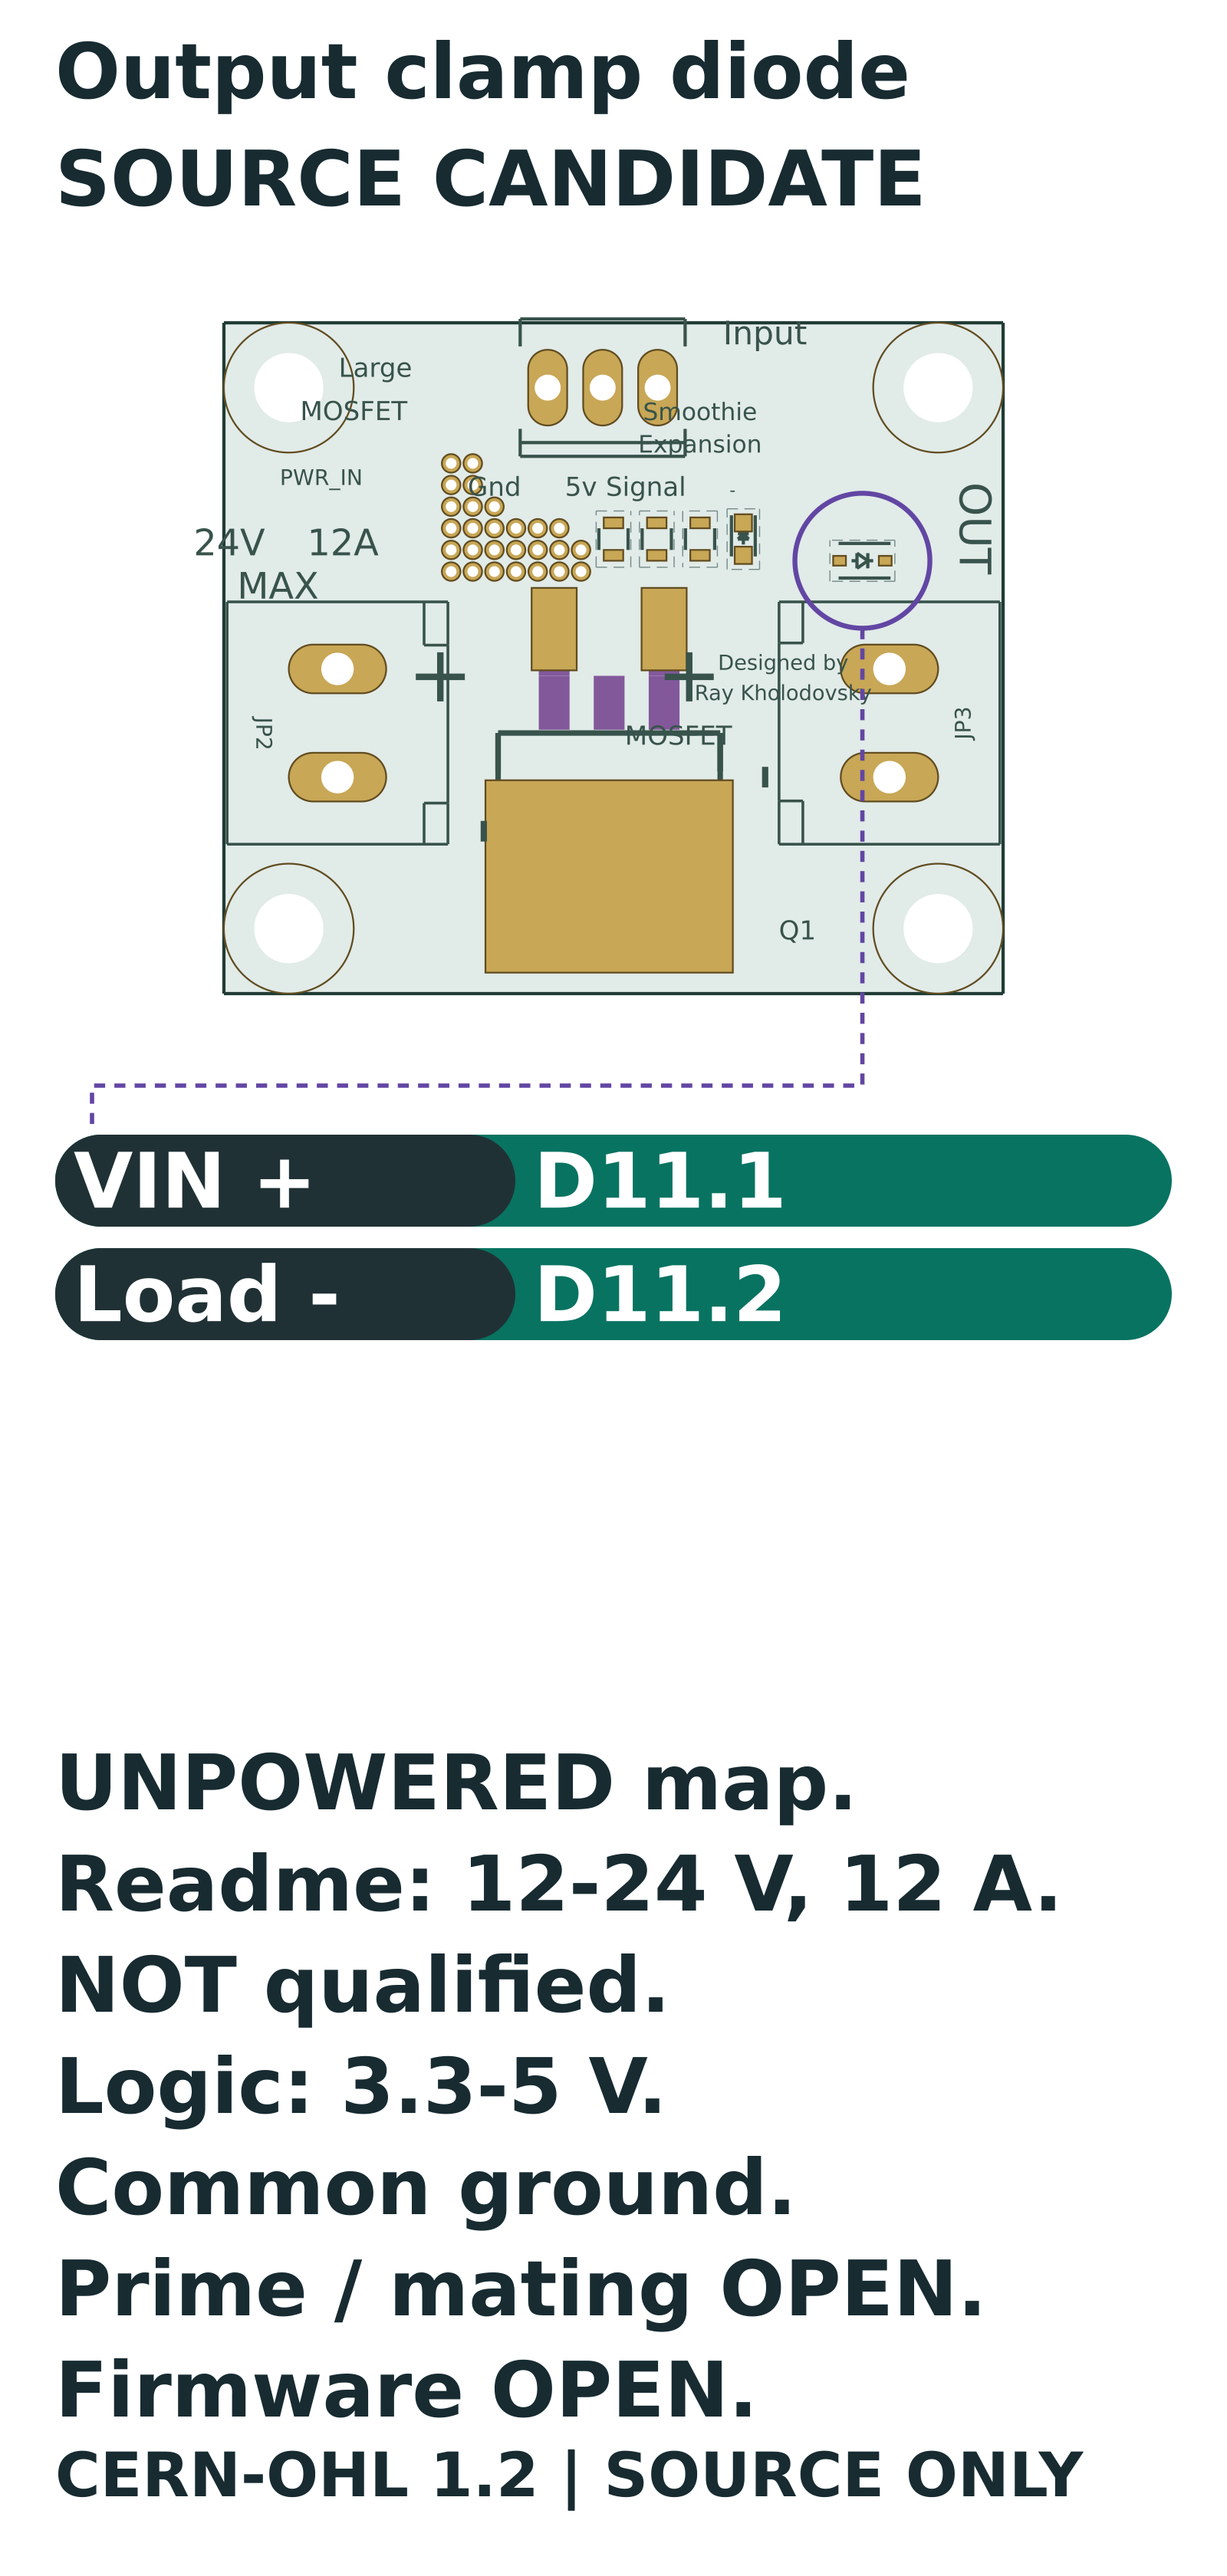 Output clamp diode
SOURCE CANDIDATE
Input
Large
MOSFET
Smoothie
Expansion
PWR_IN
Gnd
5v Signal
-
OUT
24V 12A
MAX
+
+
Designed by
Ray Kholodovsky
JP2
JP3
MOSFET
-
-
Q1
VIN + D11.1
Load - D11.2
UNPOWERED map.
Readme: 12-24 V, 12 A.
NOT qualified.
Logic: 3.3-5 V.
Common ground.
Prime / mating OPEN.
Firmware OPEN.
CERN-OHL 1.2 | SOURCE ONLY